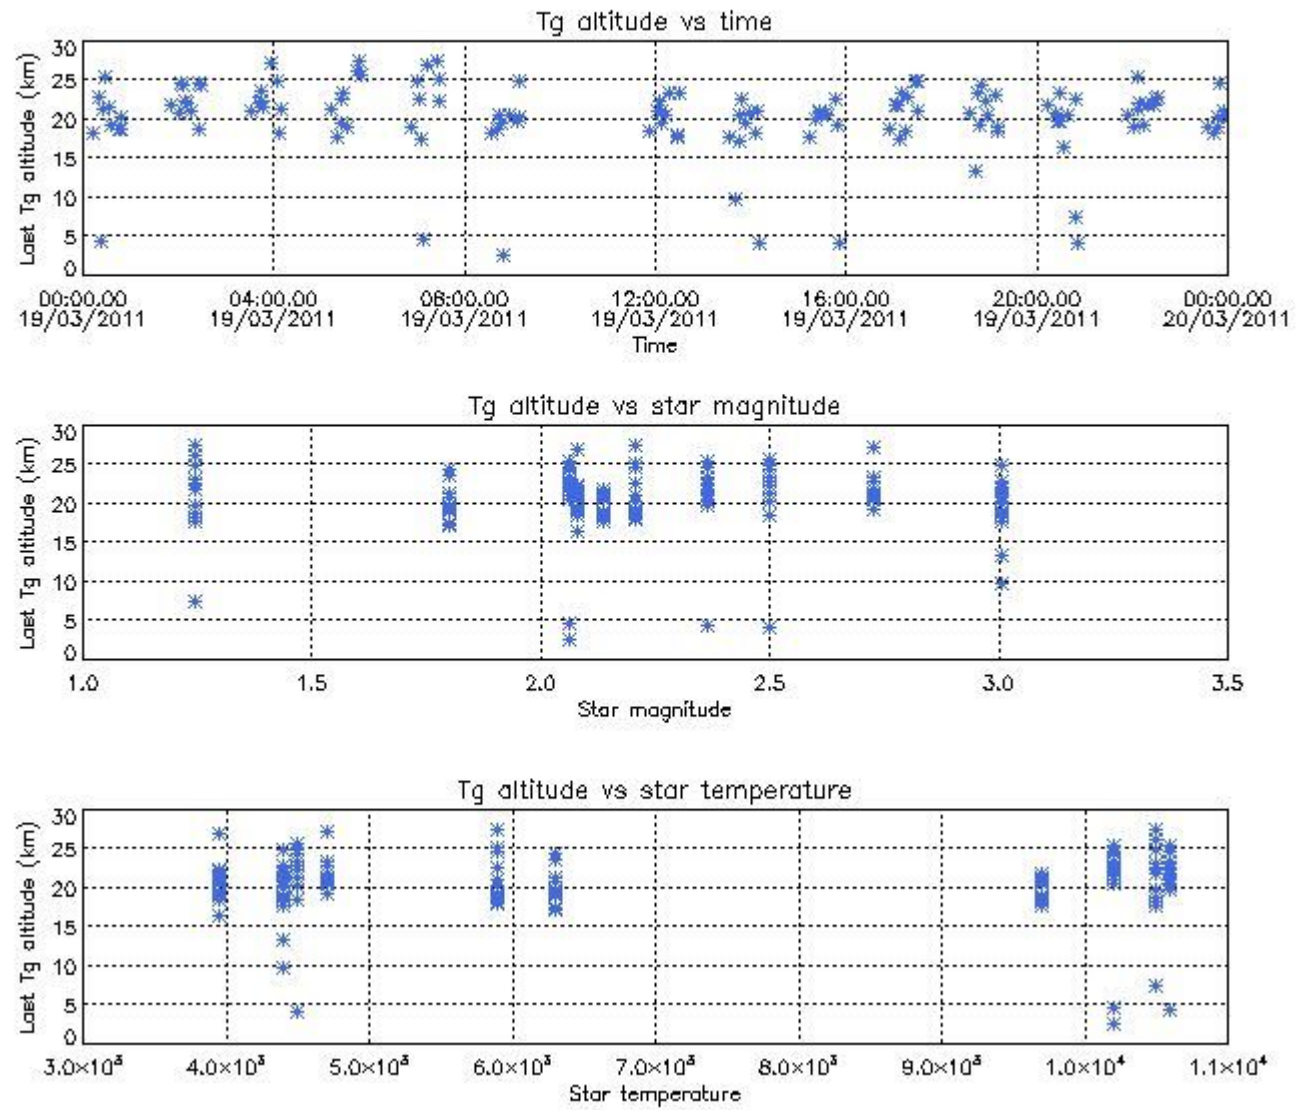 Tg altitude vs time
Last Tg altitude (km)
30
25
20
15
10
5
0
00:00.00 04:00.00 08:00.00 12:00.00 16:00.00 20:00.00 00:00.00
19/03/2011 19/03/2011 19/03/2011 19/03/2011 19/03/2011 19/03/2011 20/03/2011
Time
Tg altitude vs star magnitude
Last Tg altitude (km)
30
25
20
15
10
5
0
1.0 1.5 2.0 2.5 3.0 3.5
Star magnitude
Tg altitude vs star temperature
Last Tg altitude (km)
30
25
20
15
10
5
0
3.0×10³ 4.0×10³ 5.0×10³ 6.0×10³ 7.0×10³ 8.0×10³ 9.0×10³ 1.0×10⁴ 1.1×10⁴
Star temperature